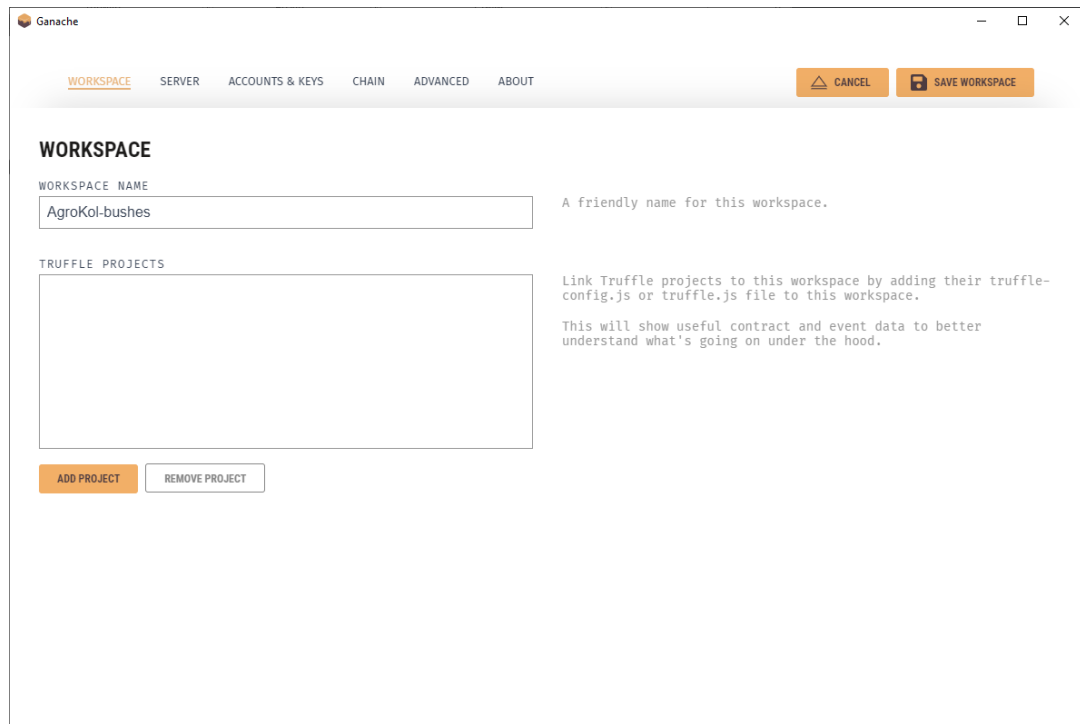 Ganache
WORKSPACE SERVER ACCOUNTS & KEYS CHAIN ADVANCED ABOUT CANCEL SAVE WORKSPACE
WORKSPACE
WORKSPACE NAME
AgroKol-bushes
A friendly name for this workspace.
TRUFFLE PROJECTS
Link Truffle projects to this workspace by adding their truffle-
config.js or truffle.js file to this workspace.
This will show useful contract and event data to better
understand what's going on under the hood.
ADD PROJECT REMOVE PROJECT